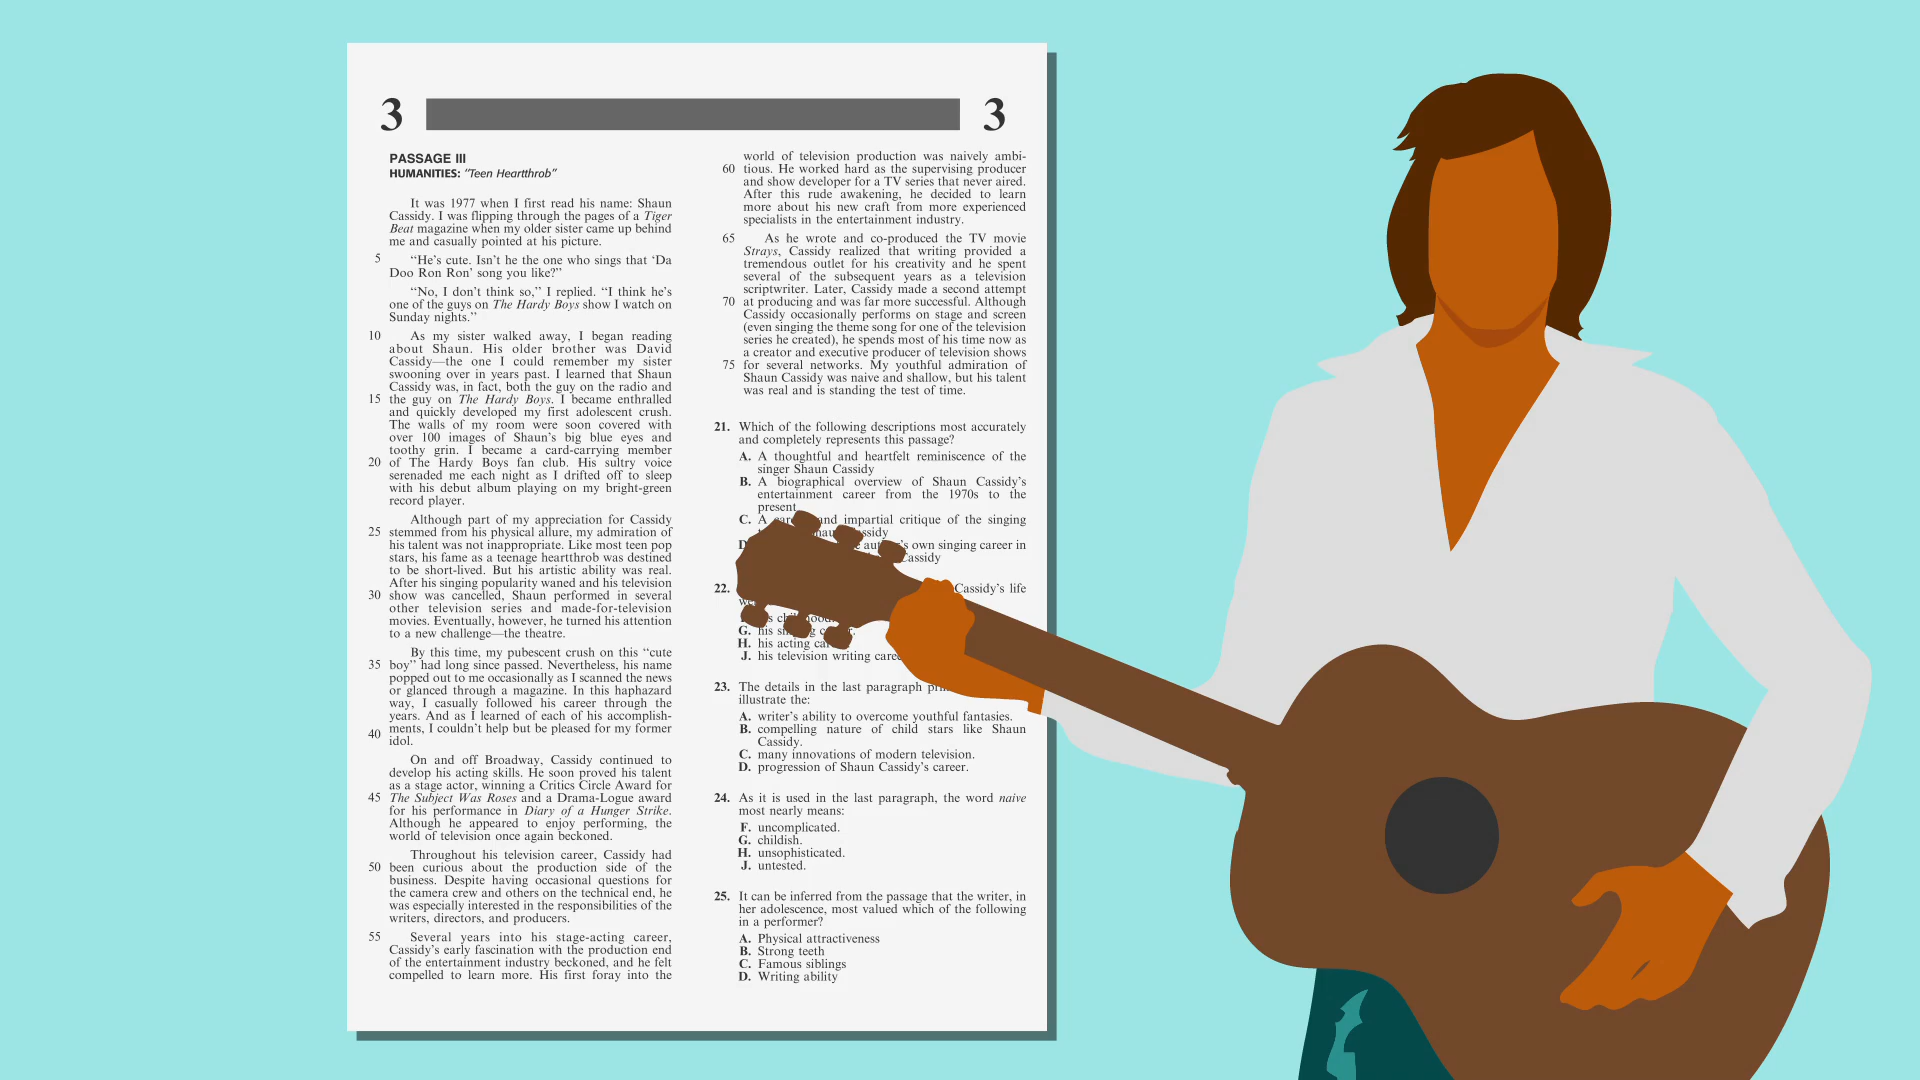 3 3
PASSAGE III
HUMANITIES: "Teen Heartthrob"
It was 1977 when I first read his name: Shaun
Cassidy. I was flipping through the pages of a Tiger
Beat magazine when my older sister came up behind
me and casually pointed at his picture.
5 “He’s cute. Isn’t he the one who sings that ‘Da
Doo Ron Ron’ song you like?”
“No, I don’t think so,” I replied. “I think he’s
one of the guys on The Hardy Boys show I watch on
Sunday nights.”
10 As my sister walked away, I began reading
about Shaun. His older brother was David
Cassidy—the one I could remember my sister
swooning over in years past. I learned that Shaun
Cassidy was, in fact, both the guy on the radio and
15 the guy on The Hardy Boys. I became enthralled
and quickly developed my first adolescent crush.
The walls of my room were soon covered with
over 100 images of Shaun’s big blue eyes and
toothy grin. I became a card-carrying member
20 of The Hardy Boys fan club. His sultry voice
serenaded me each night as I drifted off to sleep
with his debut album playing on my bright-green
record player.
Although part of my appreciation for Cassidy
25 stemmed from his physical allure, my admiration of
his talent was not inappropriate. Like most teen pop
stars, his fame as a teenage heartthrob was destined
to be short-lived. But his artistic ability was real.
After his singing popularity waned and his television
30 show was cancelled, Shaun performed in several
other television series and made-for-television
movies. Eventually, however, he turned his attention
to a new challenge—the theatre.
By this time, my pubescent crush on this “cute
35 boy” had long since passed. Nevertheless, his name
popped out to me occasionally as I scanned the news
or glanced through a magazine. In this haphazard
way, I casually followed his career through the
years. And as I learned of each of his accomplish-
40 ments, I couldn’t help but be pleased for my former
idol.
On and off Broadway, Cassidy continued to
develop his acting skills. He soon proved his talent
as a stage actor, winning a Critics Circle Award for
45 The Subject Was Roses and a Drama-Logue award
for his performance in Diary of a Hunger Strike.
Although he appeared to enjoy performing, the
world of television once again beckoned.
Throughout his television career, Cassidy had
50 been curious about the production side of the
business. Despite having occasional questions for
the camera crew and others on the technical end, he
was especially interested in the responsibilities of the
writers, directors, and producers.
55 Several years into his stage-acting career,
Cassidy’s early fascination with the production end
of the entertainment industry beckoned, and he felt
compelled to learn more. His first foray into the
world of television production was naively ambi-
60 tious. He worked hard as the supervising producer
and show developer for a TV series that never aired.
After this rude awakening, he decided to learn
more about his new craft from more experienced
specialists in the entertainment industry.
65 As he wrote and co-produced the TV movie
Strays, Cassidy realized that writing provided a
tremendous outlet for his creativity and he spent
several of the subsequent years as a television
scriptwriter. Later, Cassidy made a second attempt
70 at producing and was far more successful. Although
Cassidy occasionally performs on stage and screen
(even singing the theme song for one of the television
series he created), he spends most of his time now as
a creator and executive producer of television shows
75 for several networks. My youthful admiration of
Shaun Cassidy was naive and shallow, but his talent
was real and is standing the test of time.
21. Which of the following descriptions most accurately
and completely represents this passage?
A. A thoughtful and heartfelt reminiscence of the
singer Shaun Cassidy
B. A biographical overview of Shaun Cassidy’s
entertainment career from the 1970s to the
present
C. A and impartial critique of the singing
D. own singing career in
Cassidy
22. Cassidy’s life
G. his
H. his acting
J. his television writing
23. The details in the last paragraph
illustrate the:
A. writer’s ability to overcome youthful fantasies.
B. compelling nature of child stars like Shaun
Cassidy.
C. many innovations of modern television.
D. progression of Shaun Cassidy’s career.
24. As it is used in the last paragraph, the word naive
most nearly means:
F. uncomplicated.
G. childish.
H. unsophisticated.
J. untested.
25. It can be inferred from the passage that the writer, in
her adolescence, most valued which of the following
in a performer?
A. Physical attractiveness
B. Strong teeth
C. Famous siblings
D. Writing ability